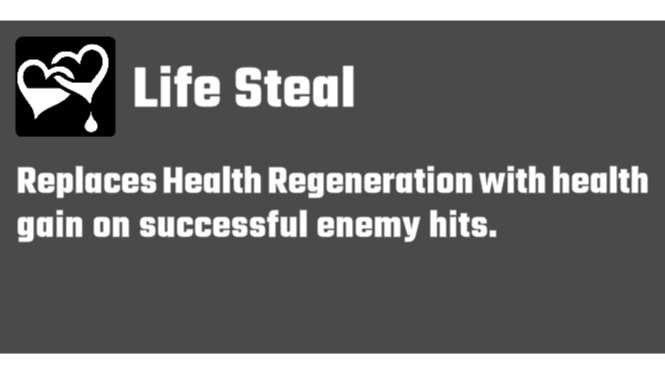 Life Steal
Replaces Health Regeneration with health
gain on successful enemy hits.